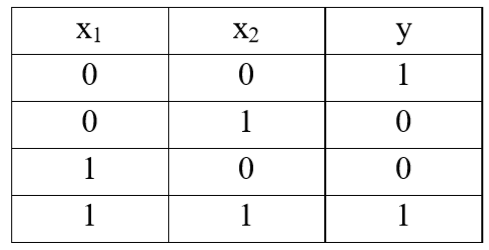 x₁ x₂ y
0 0 1
0 1 0
1 0 0
1 1 1